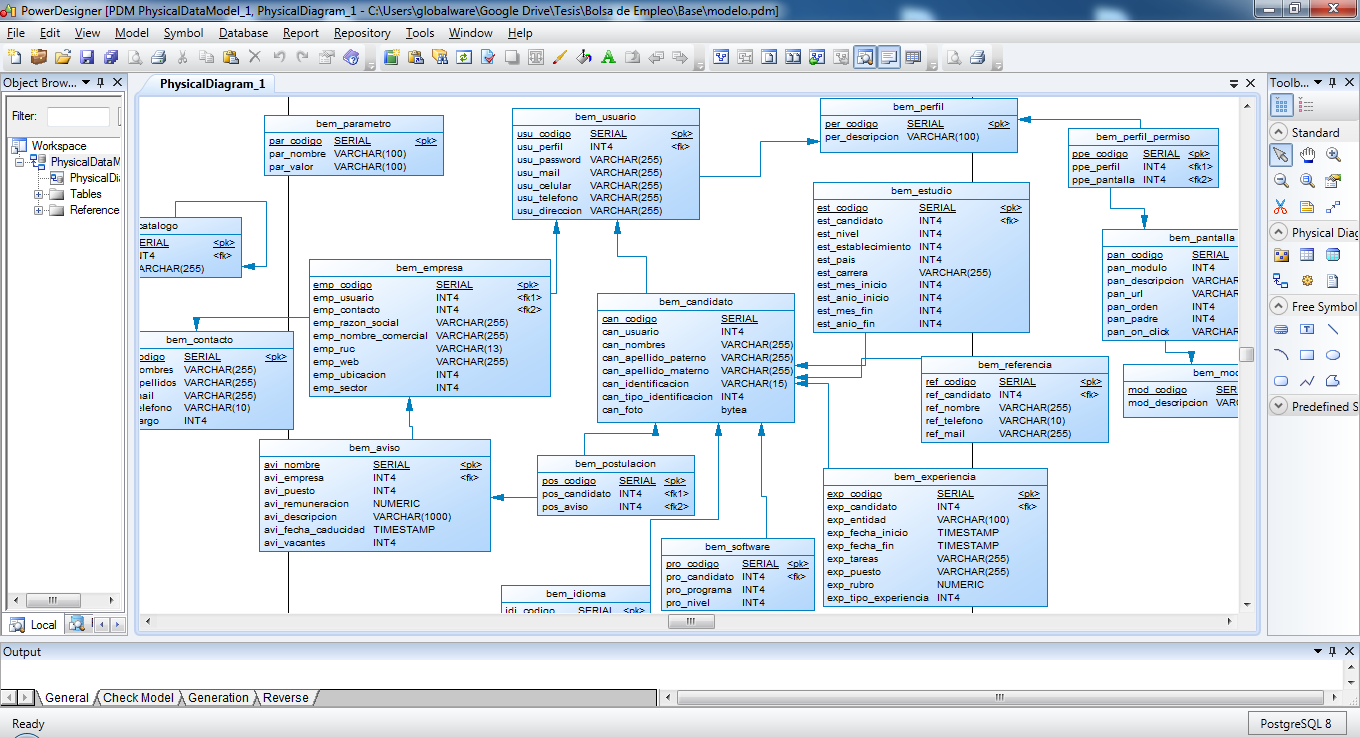 PowerDesigner [PDM PhysicalDataModel_1, PhysicalDiagram_1 - C:\Users\globalware\Google Drive\Tesis\Bolsa de Empleo\Base\modelo.pdm]
File Edit View Model Symbol Database Report Repository Tools Window Help
Object Brow...
Filter:
Workspace
PhysicalDataM
PhysicalDi
Tables
Reference
Local
PhysicalDiagram_1
bem_parametro
par_codigo SERIAL <pk>
par_nombre VARCHAR(100)
par_valor VARCHAR(100)
bem_usuario
usu_codigo SERIAL <pk>
usu_perfil INT4 <fk>
usu_password VARCHAR(255)
usu_mail VARCHAR(255)
usu_celular VARCHAR(255)
usu_telefono VARCHAR(255)
usu_direccion VARCHAR(255)
bem_perfil
per_codigo SERIAL <pk>
per_descripcion VARCHAR(100)
bem_perfil_permiso
ppe_codigo SERIAL <pk>
ppe_perfil INT4 <fk1>
ppe_pantalla INT4 <fk2>
catalogo
ERIAL <pk>
NT4 <fk>
ARCHAR(255)
bem_estudio
est_codigo SERIAL <pk>
est_candidato INT4 <fk>
est_nivel INT4
est_establecimiento INT4
est_pais INT4
est_carrera VARCHAR(255)
est_mes_inicio INT4
est_anio_inicio INT4
est_mes_fin INT4
est_anio_fin INT4
bem_pantalla
pan_codigo SERIAL
pan_modulo INT4
pan_descripcion VARCHAR
pan_url VARCHAR
pan_orden INT4
pan_padre INT4
pan_on_click VARCHAR
bem_empresa
emp_codigo SERIAL <pk>
emp_usuario INT4 <fk1>
emp_contacto INT4 <fk2>
emp_razon_social VARCHAR(255)
emp_nombre_comercial VARCHAR(255)
emp_ruc VARCHAR(13)
emp_web VARCHAR(255)
emp_ubicacion INT4
emp_sector INT4
bem_candidato
can_codigo SERIAL
can_usuario INT4
can_nombres VARCHAR(255)
can_apellido_paterno VARCHAR(255)
can_apellido_materno VARCHAR(255)
can_identificacion VARCHAR(15)
can_tipo_identificacion INT4
can_foto bytea
bem_contacto
odigo SERIAL <pk>
ombres VARCHAR(255)
pellidos VARCHAR(255)
ail VARCHAR(255)
elefono VARCHAR(10)
argo INT4
bem_referencia
ref_codigo SERIAL <pk>
ref_candidato INT4 <fk>
ref_nombre VARCHAR(255)
ref_telefono VARCHAR(10)
ref_mail VARCHAR(255)
bem_mod
mod_codigo SER
mod_descripcion VAR
bem_aviso
avi_nombre SERIAL <pk>
avi_empresa INT4 <fk>
avi_puesto INT4
avi_remuneracion NUMERIC
avi_descripcion VARCHAR(1000)
avi_fecha_caducidad TIMESTAMP
avi_vacantes INT4
bem_postulacion
pos_codigo SERIAL <pk>
pos_candidato INT4 <fk1>
pos_aviso INT4 <fk2>
bem_experiencia
exp_codigo SERIAL <pk>
exp_candidato INT4 <fk>
exp_entidad VARCHAR(100)
exp_fecha_inicio TIMESTAMP
exp_fecha_fin TIMESTAMP
exp_tareas VARCHAR(255)
exp_puesto VARCHAR(255)
exp_rubro NUMERIC
exp_tipo_experiencia INT4
bem_software
pro_codigo SERIAL <pk>
pro_candidato INT4 <fk>
pro_programa INT4
pro_nivel INT4
bem_idioma
idi_codigo SERIAL <pk>
Toolb...
Standard
Physical Diag
Free Symbol
Predefined S
Output
General Check Model Generation Reverse
Ready
PostgreSQL 8